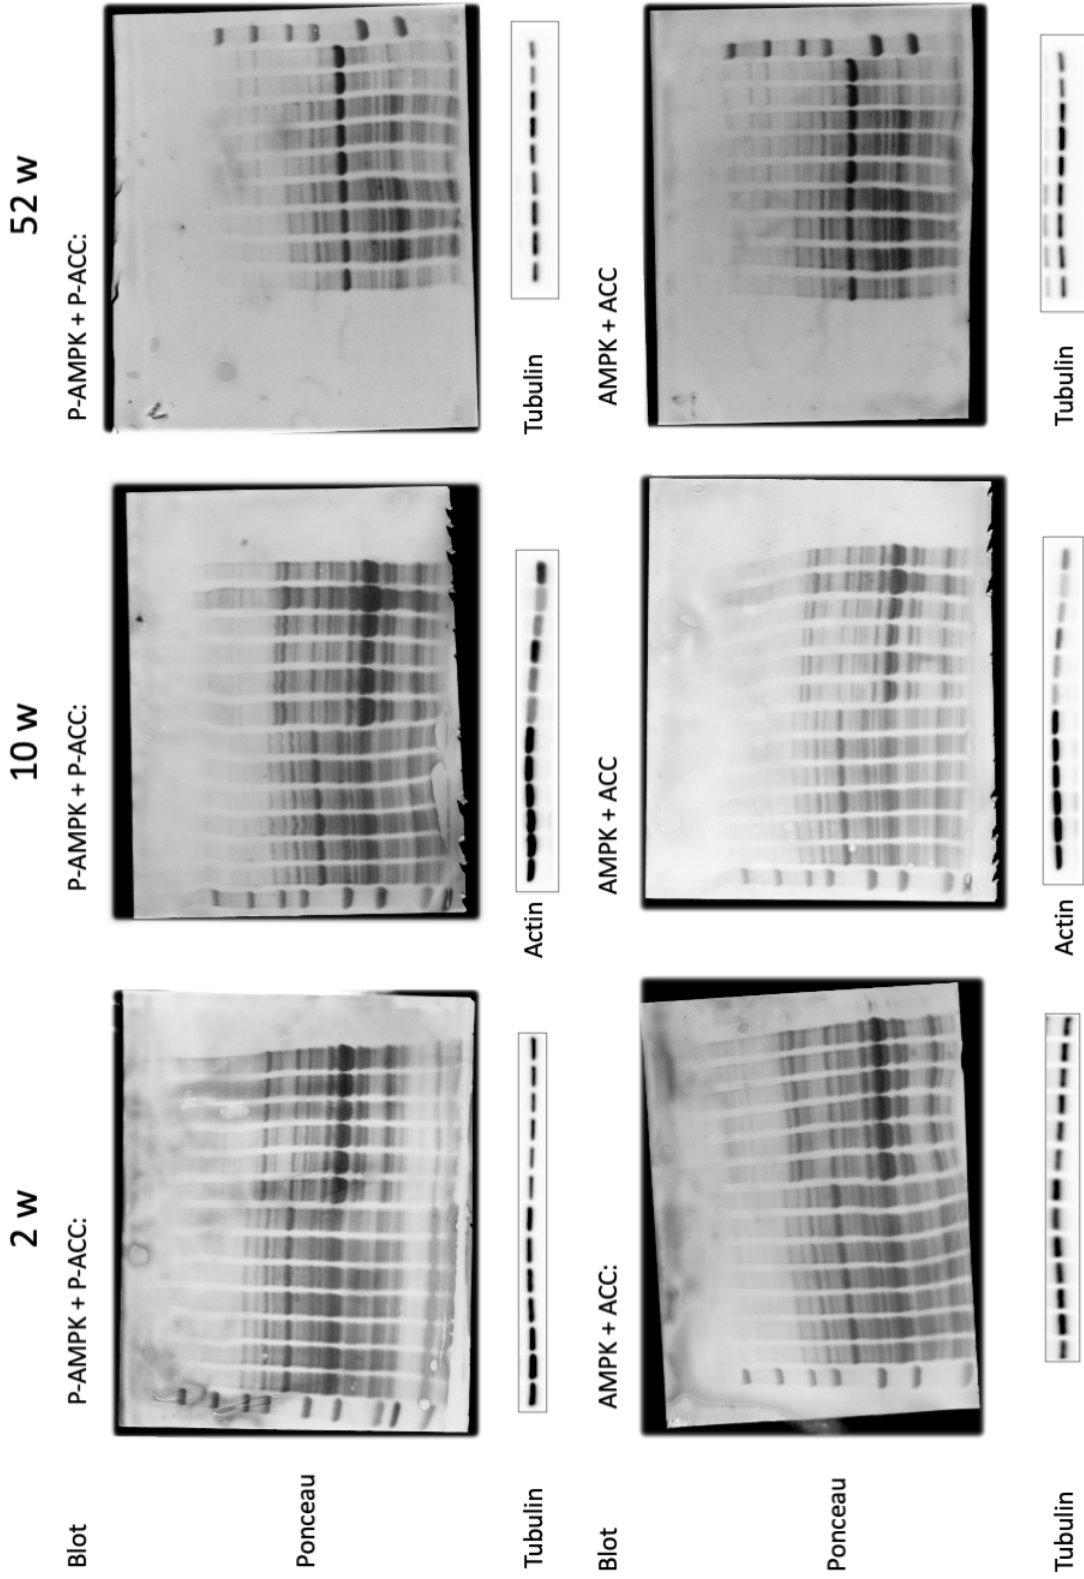 2 w
10 w
52 w
Blot
P-AMPK + P-ACC:
P-AMPK + P-ACC:
P-AMPK + P-ACC:
Ponceau
Tubulin
Actin
Tubulin
Blot
AMPK + ACC:
AMPK + ACC
AMPK + ACC
Ponceau
Tubulin
Actin
Tubulin